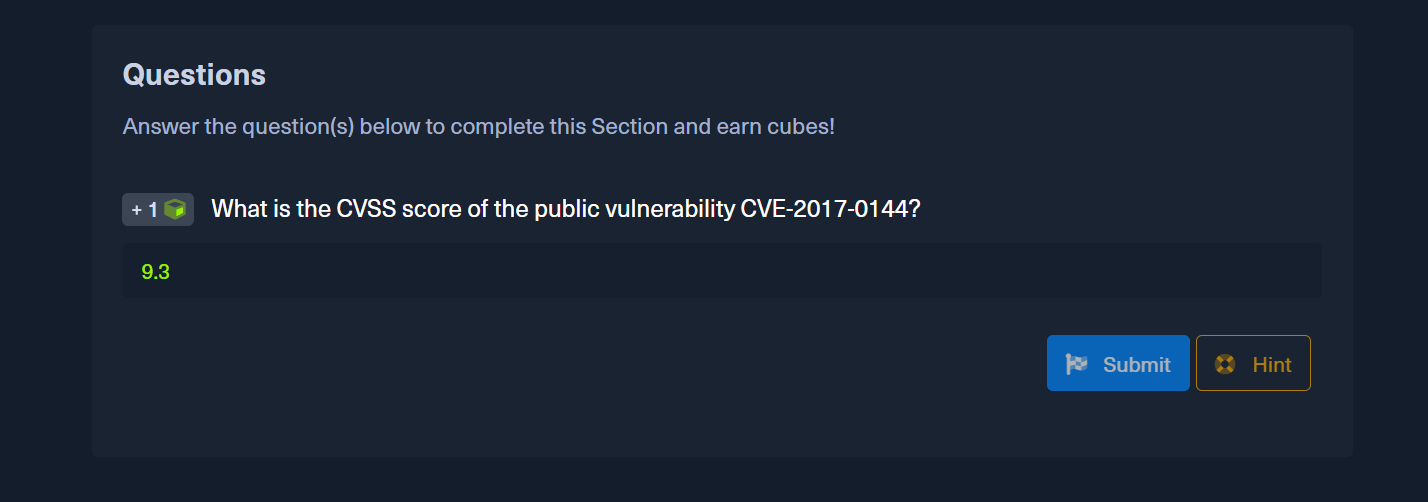 Questions
Answer the question(s) below to complete this Section and earn cubes!
+ 1 What is the CVSS score of the public vulnerability CVE-2017-0144?
9.3
Submit Hint